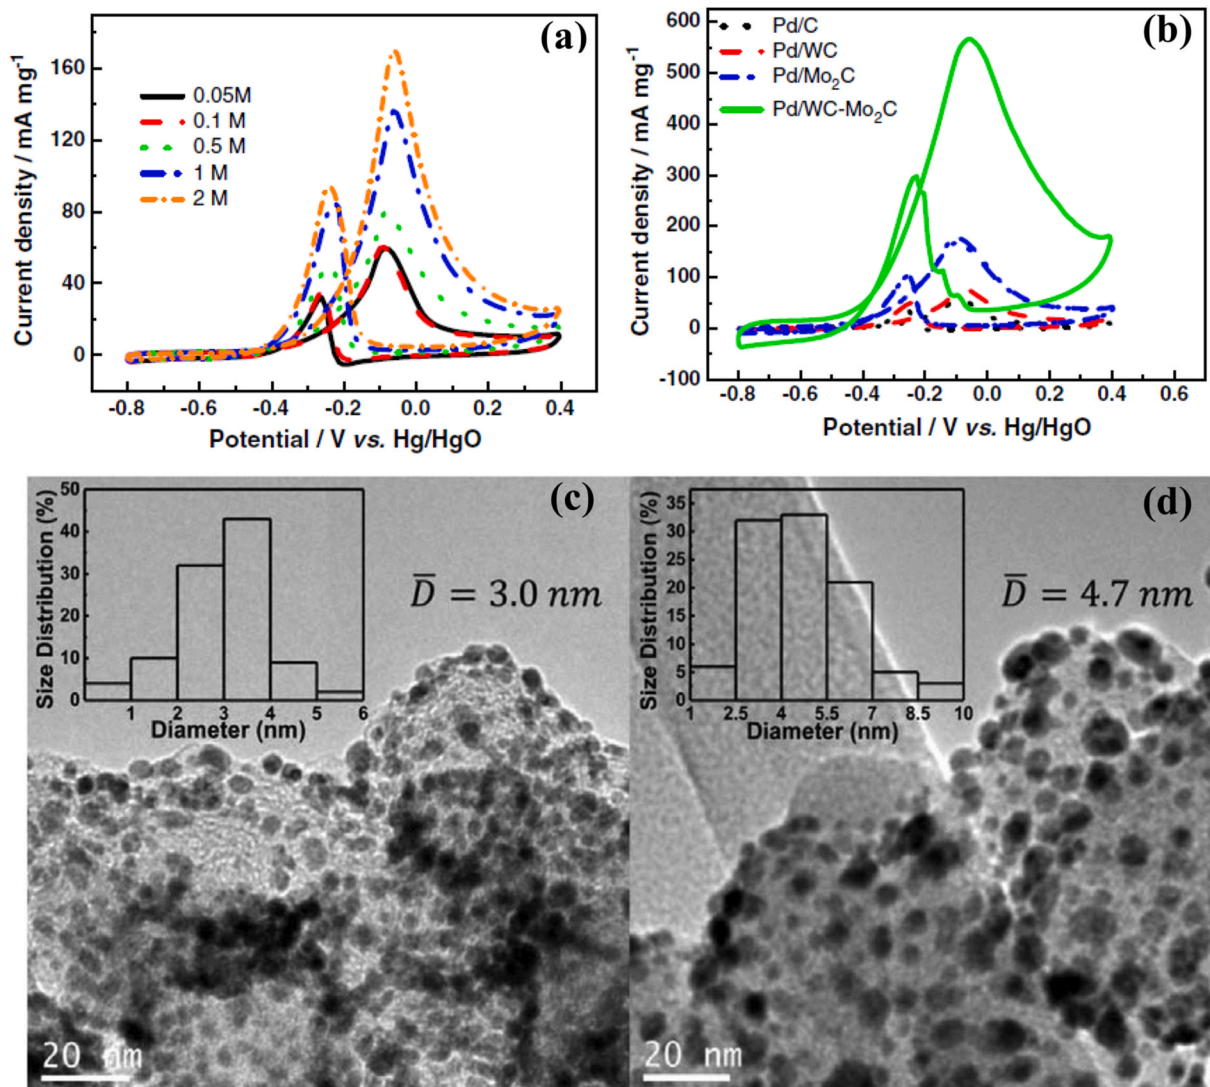 (a)
Current density / mA mg⁻¹
160
120
80
40
0
0.05M
0.1 M
0.5 M
1 M
2 M
-0.8 -0.6 -0.4 -0.2 0.0 0.2 0.4 0.6
Potential / V vs. Hg/HgO
(b)
Current density / mA mg⁻¹
600
500
400
300
200
100
0
-100
Pd/C
Pd/WC
Pd/Mo₂C
Pd/WC-Mo₂C
-0.8 -0.6 -0.4 -0.2 0.0 0.2 0.4 0.6
Potential / V vs. Hg/HgO
(c)
Size Distribution (%)
50
40
30
20
10
0
1 2 3 4 5 6
Diameter (nm)
D̅ = 3.0 nm
20 nm
(d)
Size Distribution (%)
35
30
25
20
15
10
5
0
1 2.5 4 5.5 7 8.5 10
Diameter (nm)
D̅ = 4.7 nm
20 nm